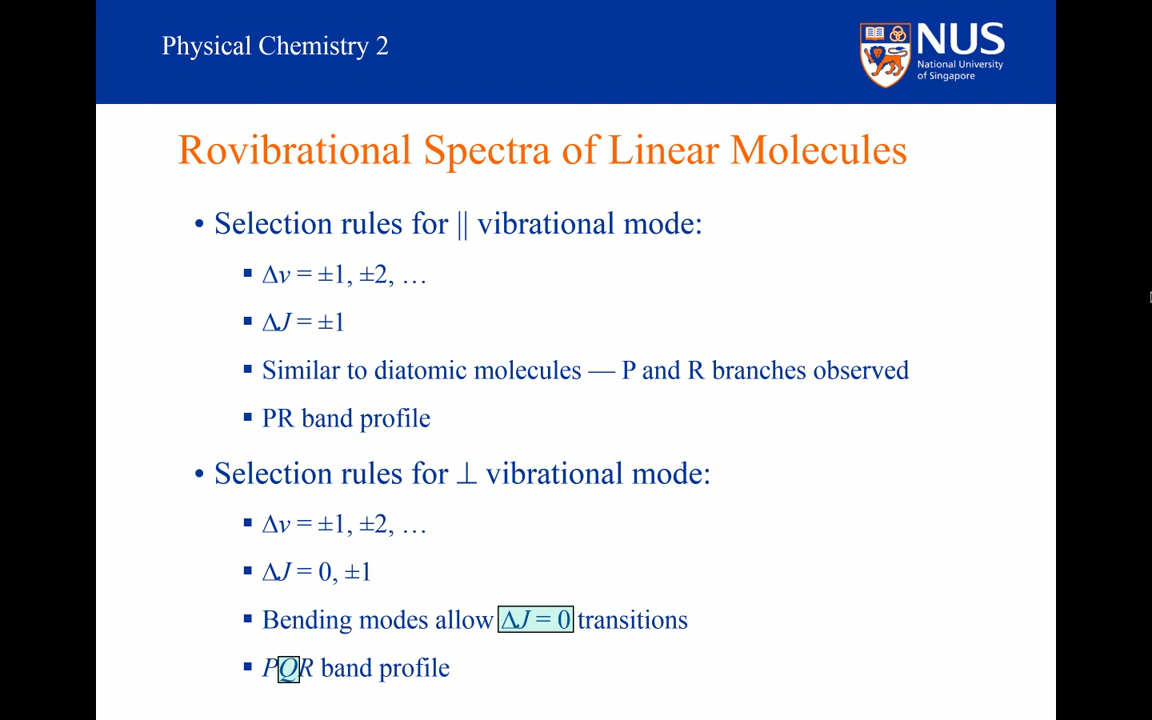 Physical Chemistry 2
NUS
National University
of Singapore
Rovibrational Spectra of Linear Molecules
• Selection rules for || vibrational mode:
▪ Δv = ±1, ±2, …
▪ ΔJ = ±1
▪ Similar to diatomic molecules — P and R branches observed
▪ PR band profile
• Selection rules for ⊥ vibrational mode:
▪ Δv = ±1, ±2, …
▪ ΔJ = 0, ±1
▪ Bending modes allow ΔJ = 0 transitions
▪ PQR band profile